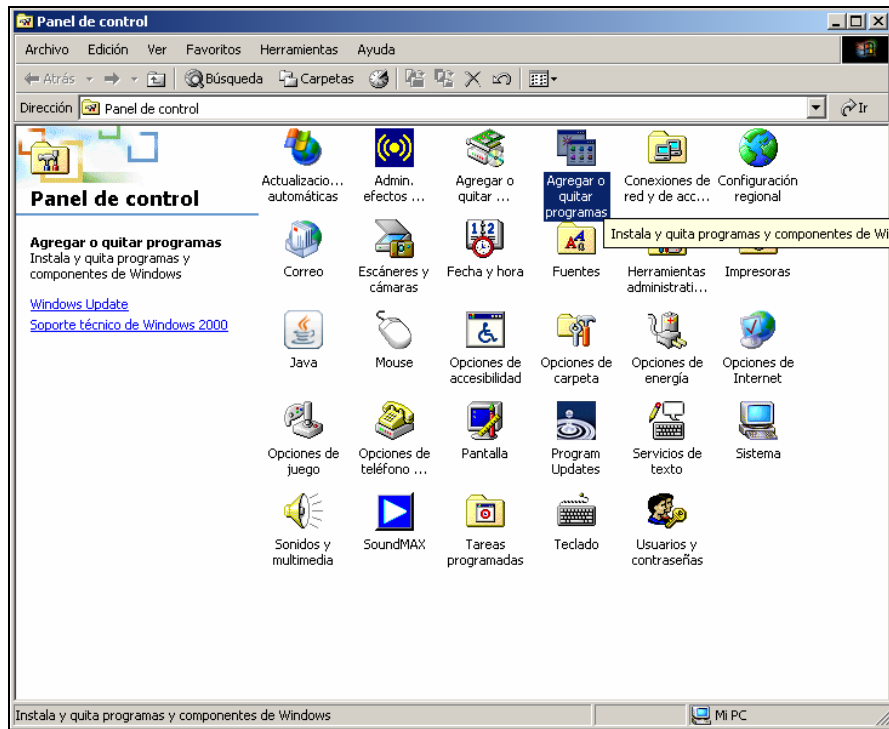 Panel de control
Archivo Edición Ver Favoritos Herramientas Ayuda
Atrás Búsqueda Carpetas
Dirección Panel de control Ir
Panel de control
Agregar o quitar programas
Instala y quita programas y
componentes de Windows
Windows Update
Soporte técnico de Windows 2000
Actualizacio...
automáticas
Admin.
efectos ...
Agregar o
quitar ...
Agregar o
quitar
programas
Conexiones de
red y de acc...
Configuración
regional
Instala y quita programas y componentes de Wi
Correo
Escáneres y
cámaras
Fecha y hora
Fuentes
Herramientas
administrati...
Impresoras
Java
Mouse
Opciones de
accesibilidad
Opciones de
carpeta
Opciones de
energía
Opciones de
Internet
Opciones de
juego
Opciones de
teléfono ...
Pantalla
Program
Updates
Servicios de
texto
Sistema
Sonidos y
multimedia
SoundMAX
Tareas
programadas
Teclado
Usuarios y
contraseñas
Instala y quita programas y componentes de Windows
Mi PC